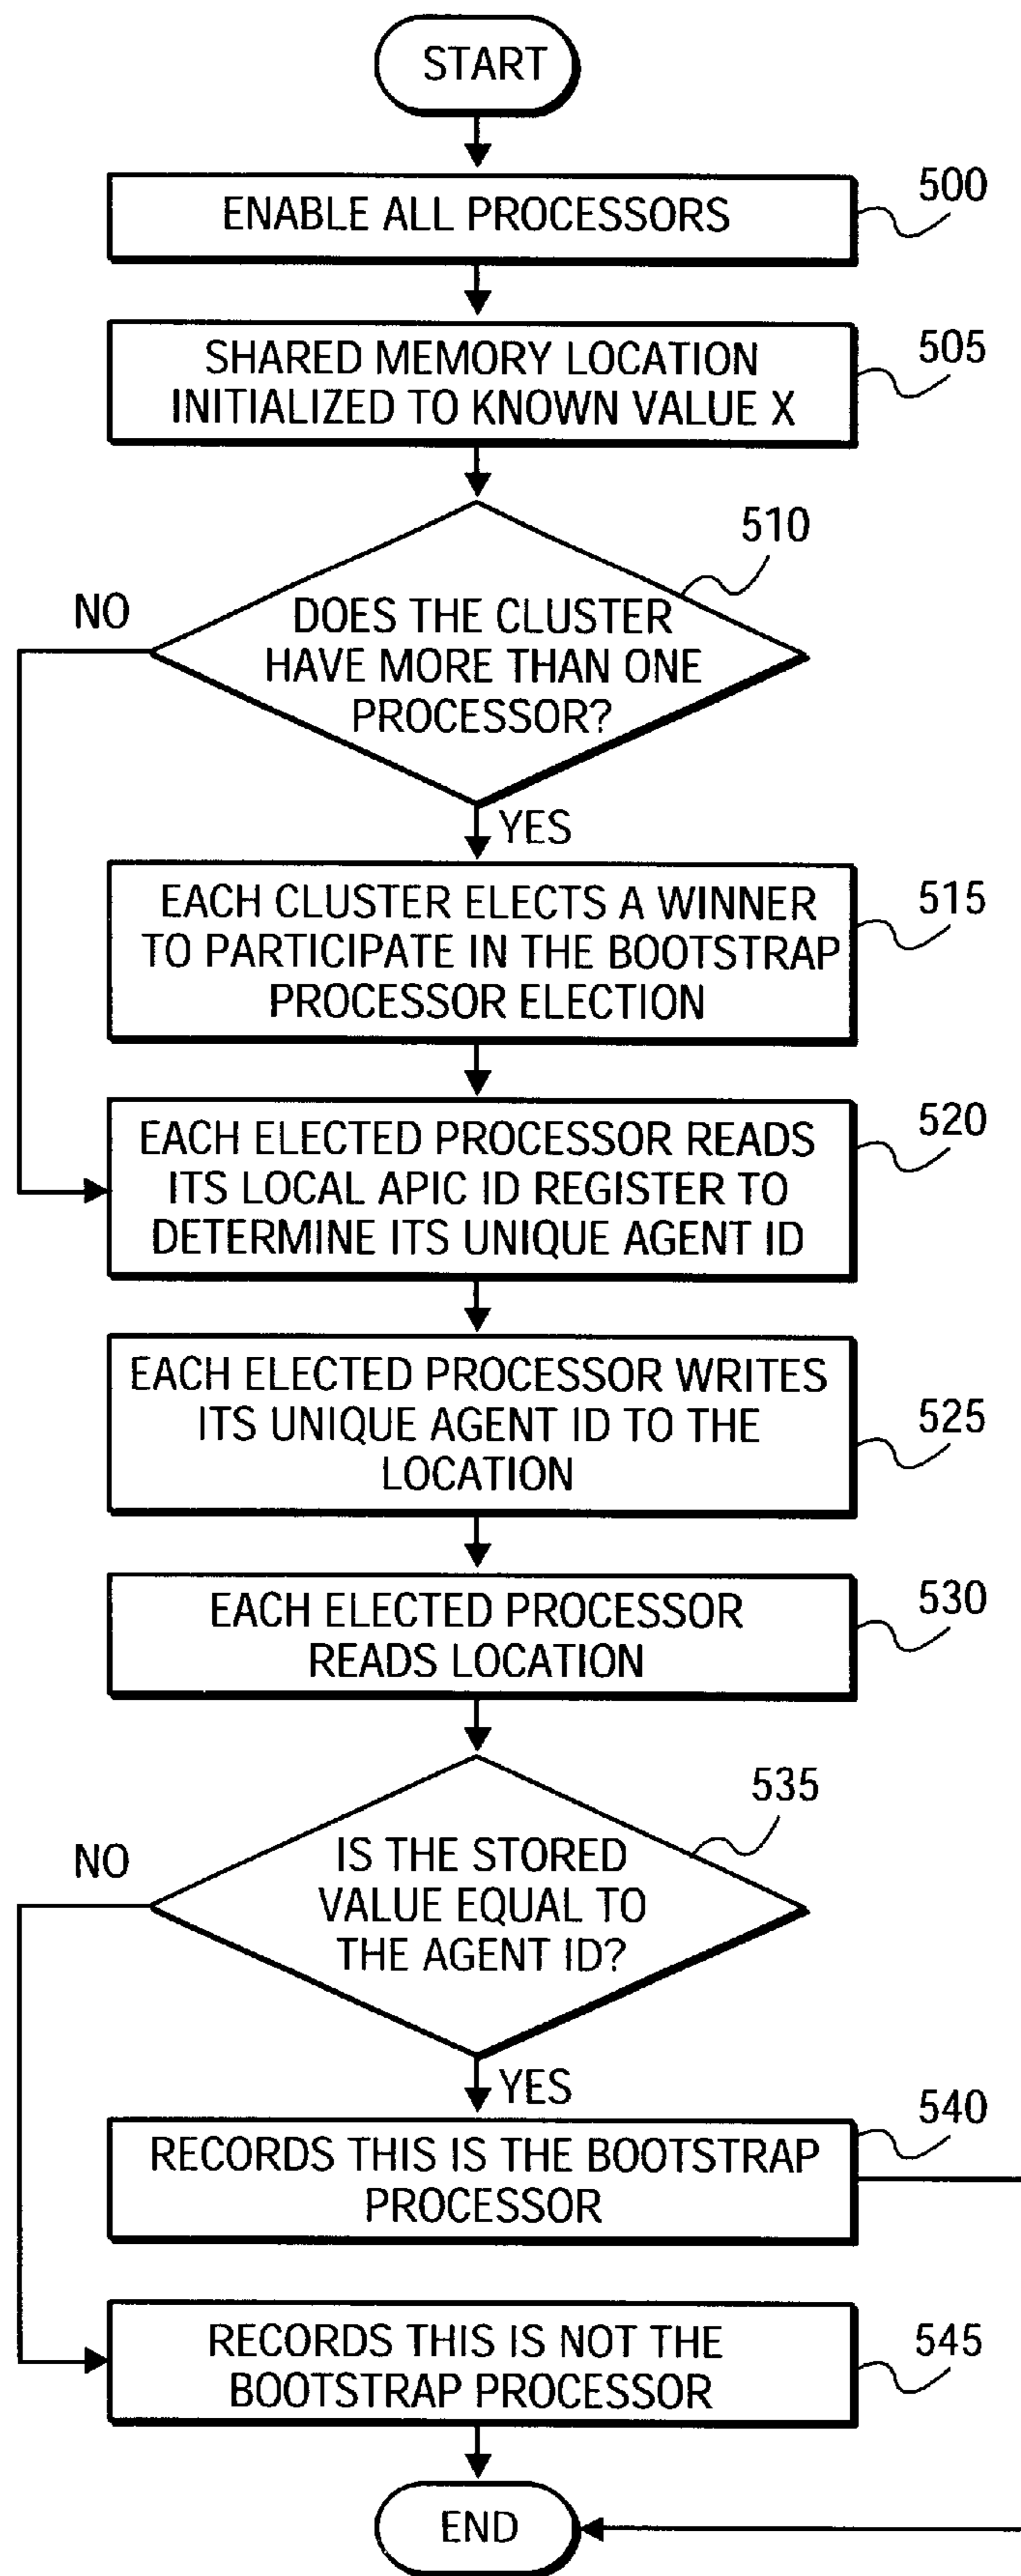 START
ENABLE ALL PROCESSORS
500
SHARED MEMORY LOCATION
INITIALIZED TO KNOWN VALUE X
505
510
NO
DOES THE CLUSTER
HAVE MORE THAN ONE
PROCESSOR?
YES
EACH CLUSTER ELECTS A WINNER
TO PARTICIPATE IN THE BOOTSTRAP
PROCESSOR ELECTION
515
EACH ELECTED PROCESSOR READS
ITS LOCAL APIC ID REGISTER TO
DETERMINE ITS UNIQUE AGENT ID
520
EACH ELECTED PROCESSOR WRITES
ITS UNIQUE AGENT ID TO THE
LOCATION
525
EACH ELECTED PROCESSOR
READS LOCATION
530
535
NO
IS THE STORED
VALUE EQUAL TO
THE AGENT ID?
YES
RECORDS THIS IS THE BOOTSTRAP
PROCESSOR
540
RECORDS THIS IS NOT THE
BOOTSTRAP PROCESSOR
545
END